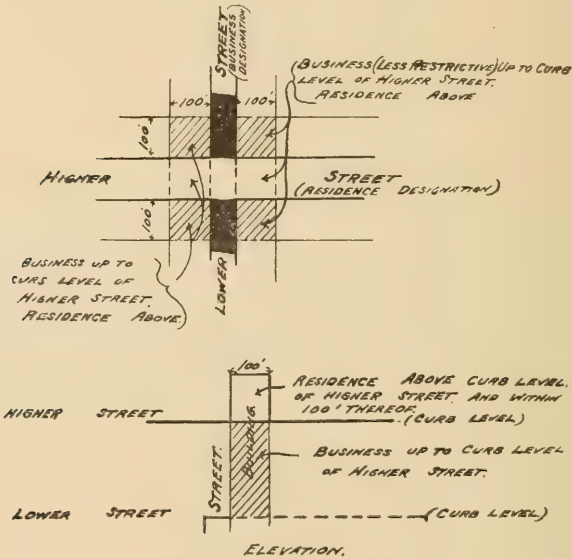 STREET
(BUSINESS
DESIGNATION)
BUSINESS (LESS RESTRICTIVE) UP TO CURB
LEVEL OF HIGHER STREET.
RESIDENCE ABOVE
100' 100'
100'
HIGHER STREET
(RESIDENCE DESIGNATION)
100'
BUSINESS UP TO
CURB LEVEL OF
HIGHER STREET.
RESIDENCE ABOVE.
LOWER
100'
RESIDENCE ABOVE CURB LEVEL
OF HIGHER STREET. AND WITHIN
100' THEREOF.
HIGHER STREET
(CURB LEVEL)
STREET.
BUILDING.
BUSINESS UP TO CURB LEVEL
OF HIGHER STREET.
LOWER STREET
(CURB LEVEL)
ELEVATION.